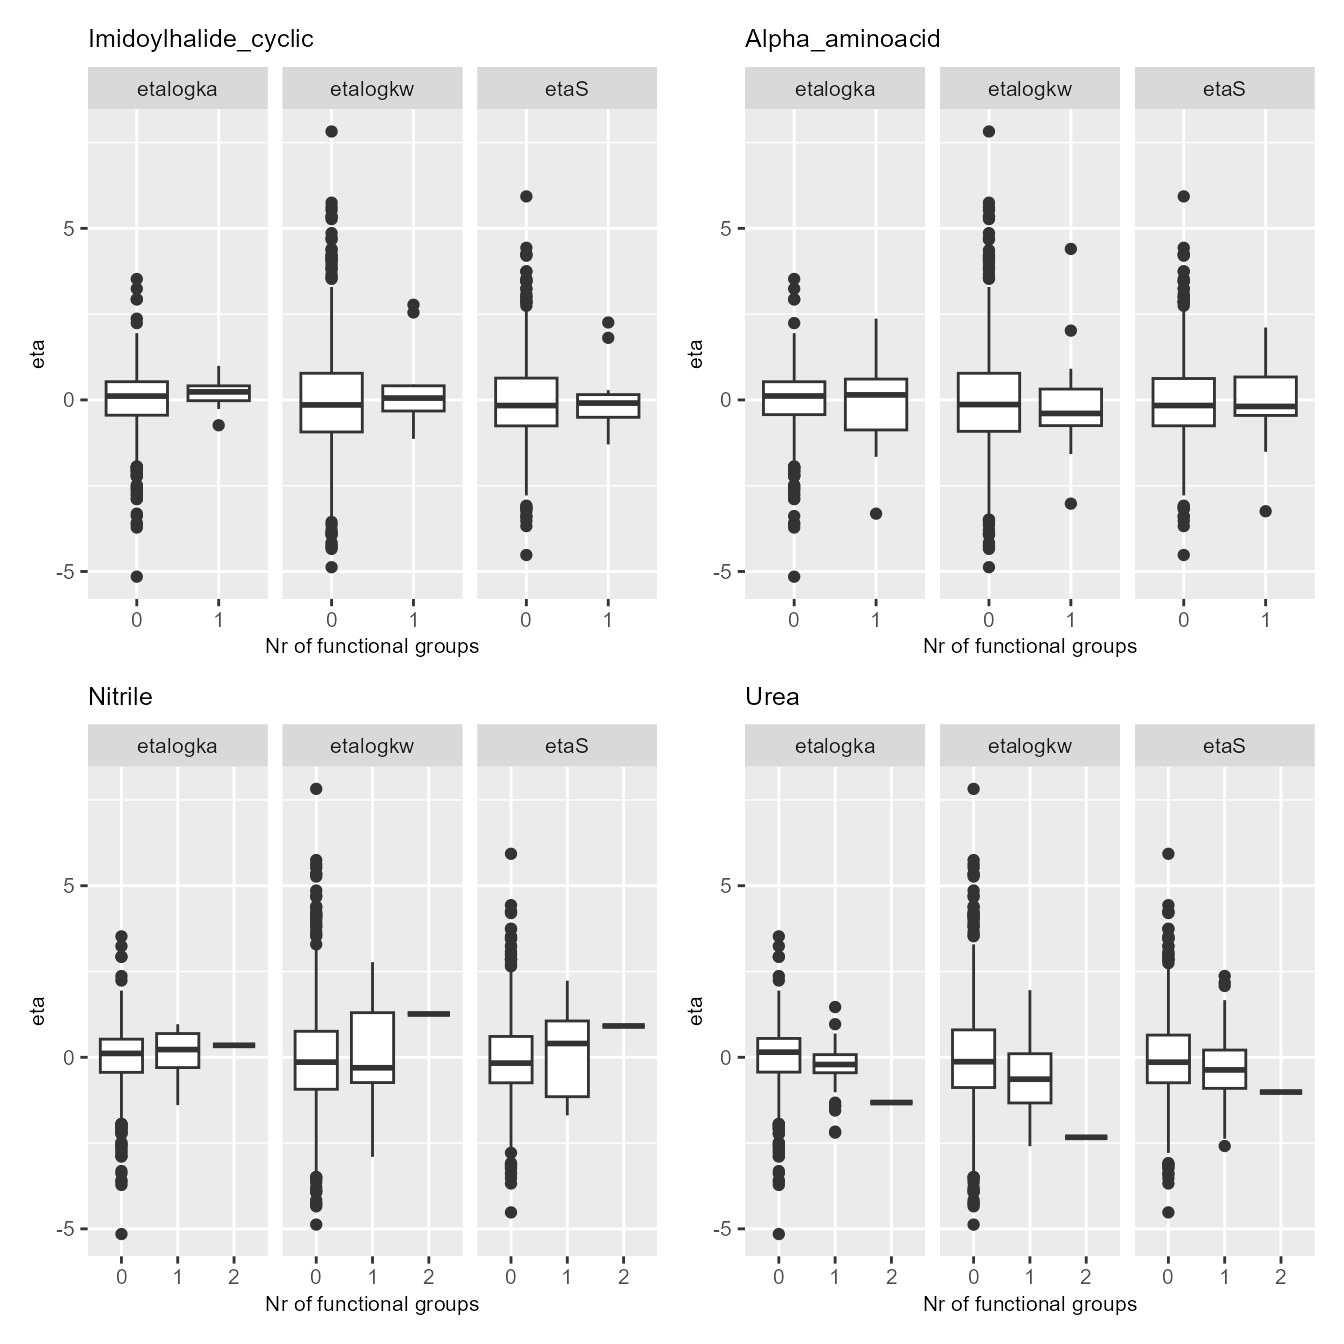 Imidoylhalide_cyclic
etalogka etalogkw etaS
eta
5
0
-5
0 1 0 1 0 1
Nr of functional groups
Alpha_aminoacid
etalogka etalogkw etaS
eta
5
0
-5
0 1 0 1 0 1
Nr of functional groups
Nitrile
etalogka etalogkw etaS
eta
5
0
-5
0 1 2 0 1 2 0 1 2
Nr of functional groups
Urea
etalogka etalogkw etaS
eta
5
0
-5
0 1 2 0 1 2 0 1 2
Nr of functional groups